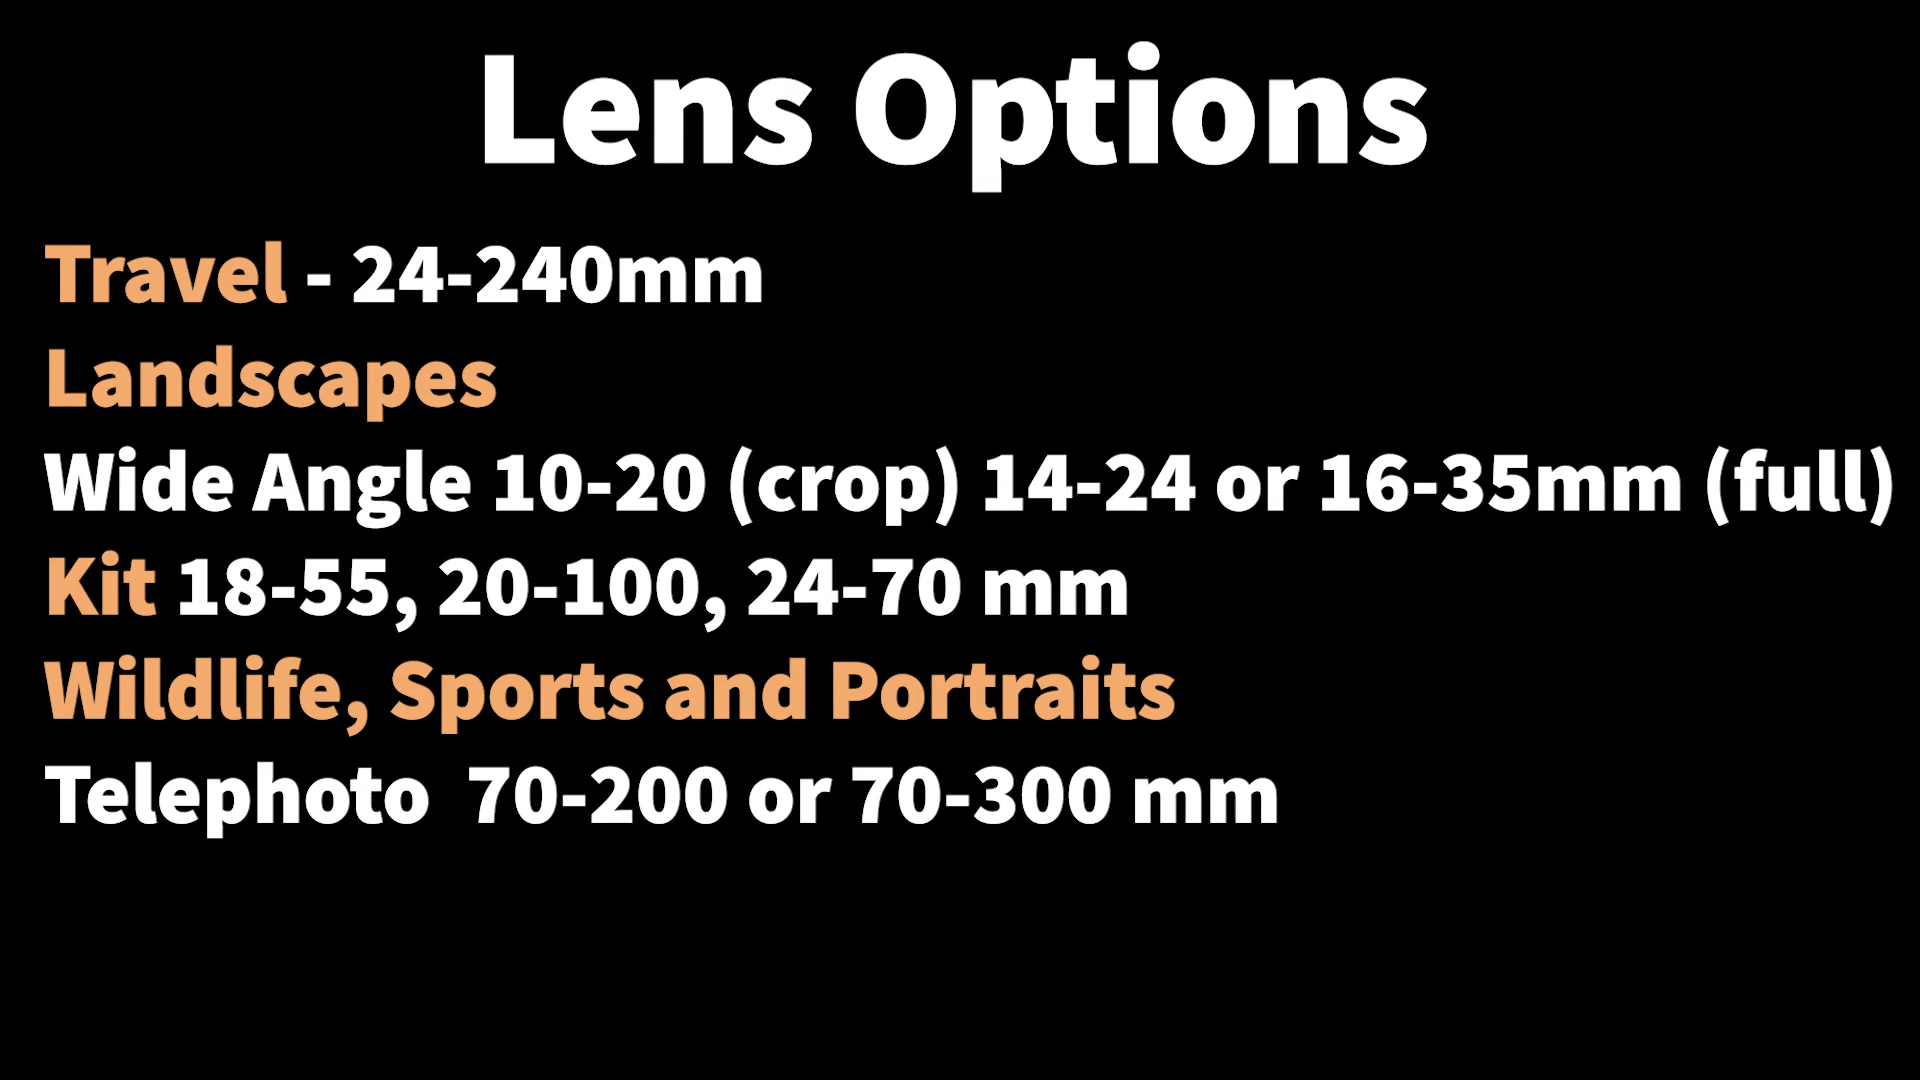 Lens Options
Travel - 24-240mm
Landscapes
Wide Angle 10-20 (crop) 14-24 or 16-35mm (full)
Kit 18-55, 20-100, 24-70 mm
Wildlife, Sports and Portraits
Telephoto  70-200 or 70-300 mm